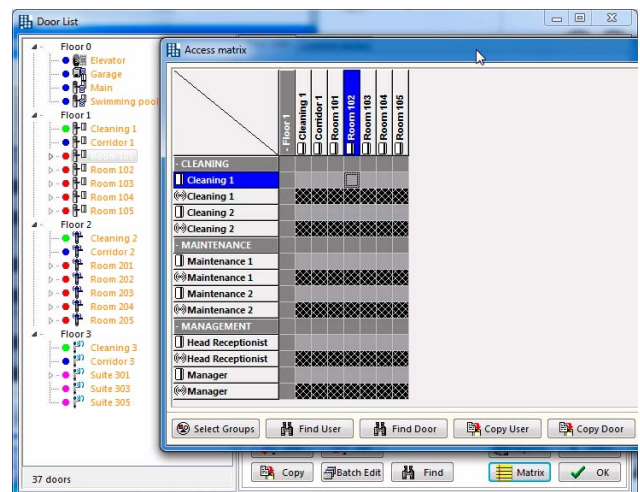 Door List
Floor 0
Elevator
Garage
Main
Swimming pool
Floor 1
Cleaning 1
Corridor 1
Room 101
Room 102
Room 103
Room 104
Room 105
Floor 2
Cleaning 2
Corridor 2
Room 201
Room 202
Room 203
Room 204
Room 205
Floor 3
Cleaning 3
Corridor 3
Suite 301
Suite 303
Suite 305
37 doors
Access matrix
- Floor 1
Cleaning 1
Corridor 1
Room 101
Room 102
Room 103
Room 104
Room 105
- CLEANING
Cleaning 1
Cleaning 1
Cleaning 2
Cleaning 2
- MAINTENANCE
Maintenance 1
Maintenance 1
Maintenance 2
Maintenance 2
- MANAGEMENT
Head Receptionist
Head Receptionist
Manager
Manager
Select Groups Find User Find Door Copy User Copy Door
Copy Batch Edit Find Matrix OK